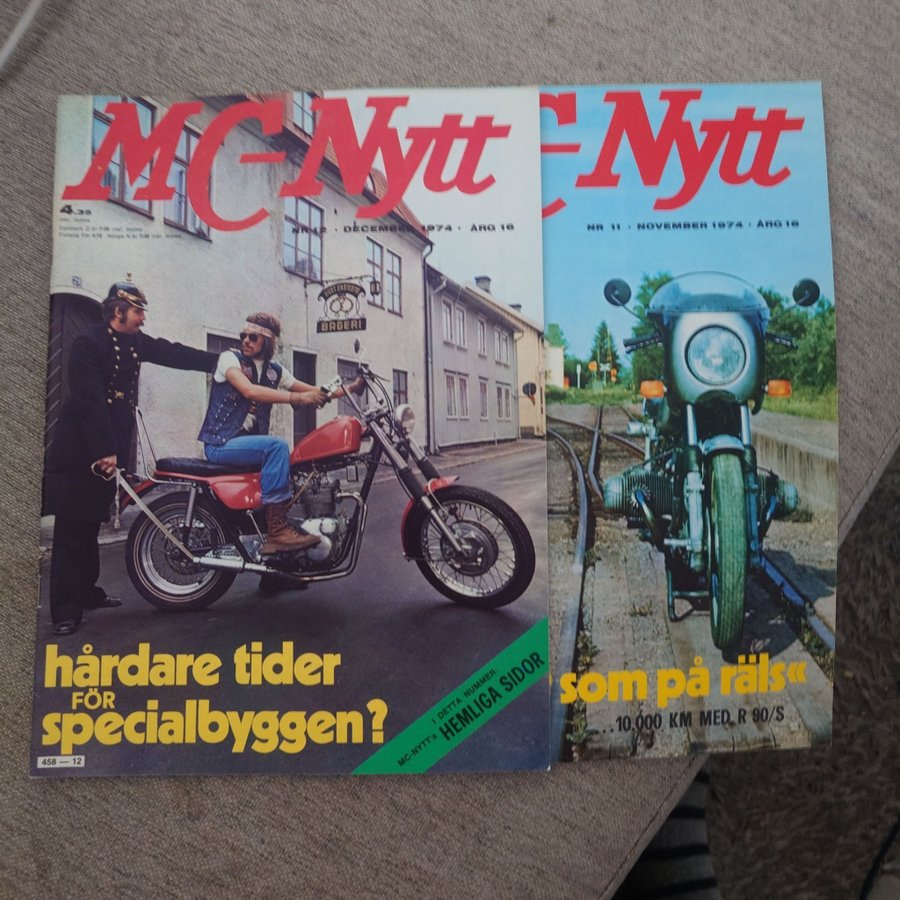 MC-Nytt
4.35
inkl. moms
NR 12 · DECEMBER 1974 · ÅRG 16
BAGERI
hårdare tider
FÖR
specialbyggen?
I DETTA NUMMER:
MC-NYTT's HEMLIGA SIDOR
458 — 12
C-Nytt
NR 11 · NOVEMBER 1974 · ÅRG 16
som på räls«
...10.000 KM MED R 90/S